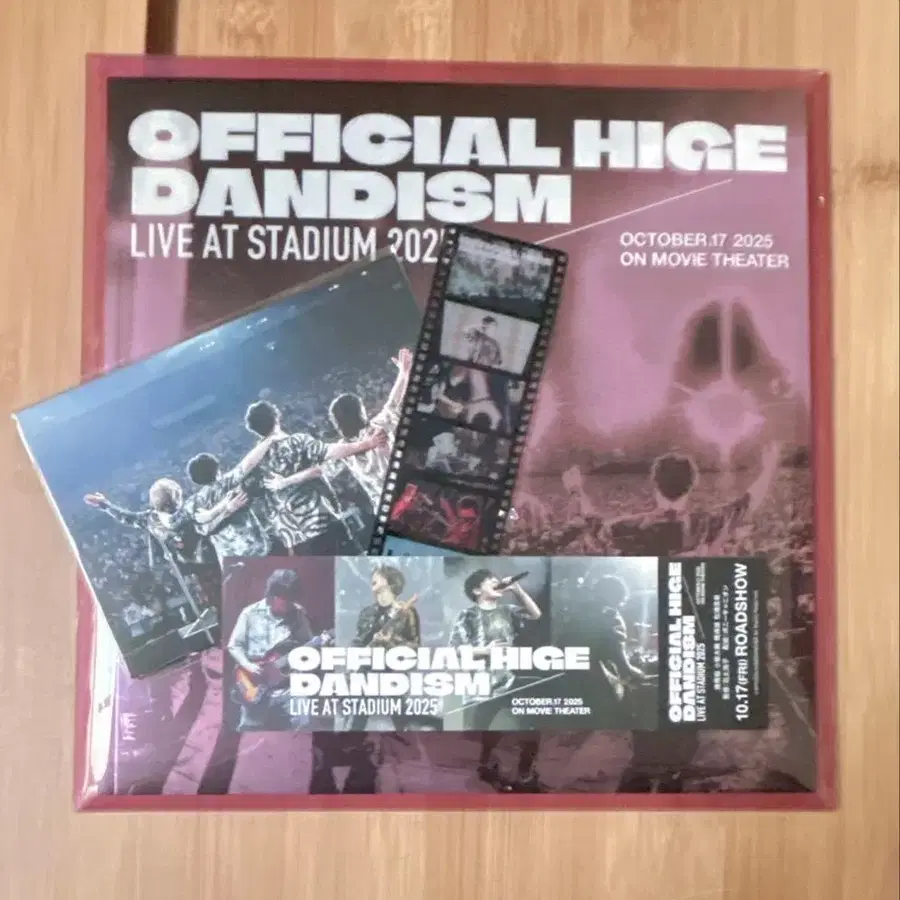 OFFICIAL HIGE
DANDISM
LIVE AT STADIUM 202
OCTOBER.17 2025
ON MOVIE THEATER
OFFICIAL HIGE
DANDISM
LIVE AT STADIUM 2025
OCTOBER.17 2025
ON MOVIE THEATER
OFFICIAL HIGE
DANDISM
LIVE AT STADIUM 2025
10.17(FRI) ROADSHOW